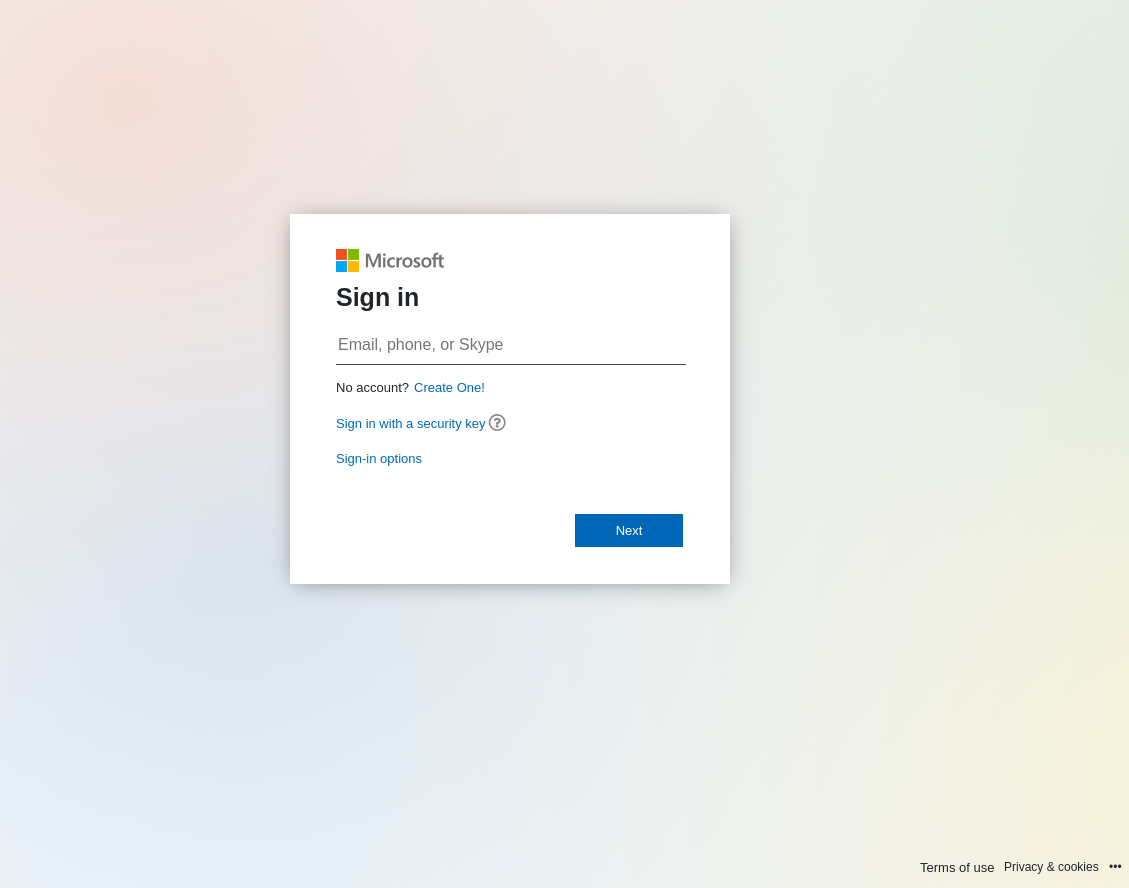 Microsoft
Sign in
Email, phone, or Skype
No account? Create One!
Sign in with a security key
Sign-in options
Next
Terms of use Privacy & cookies •••